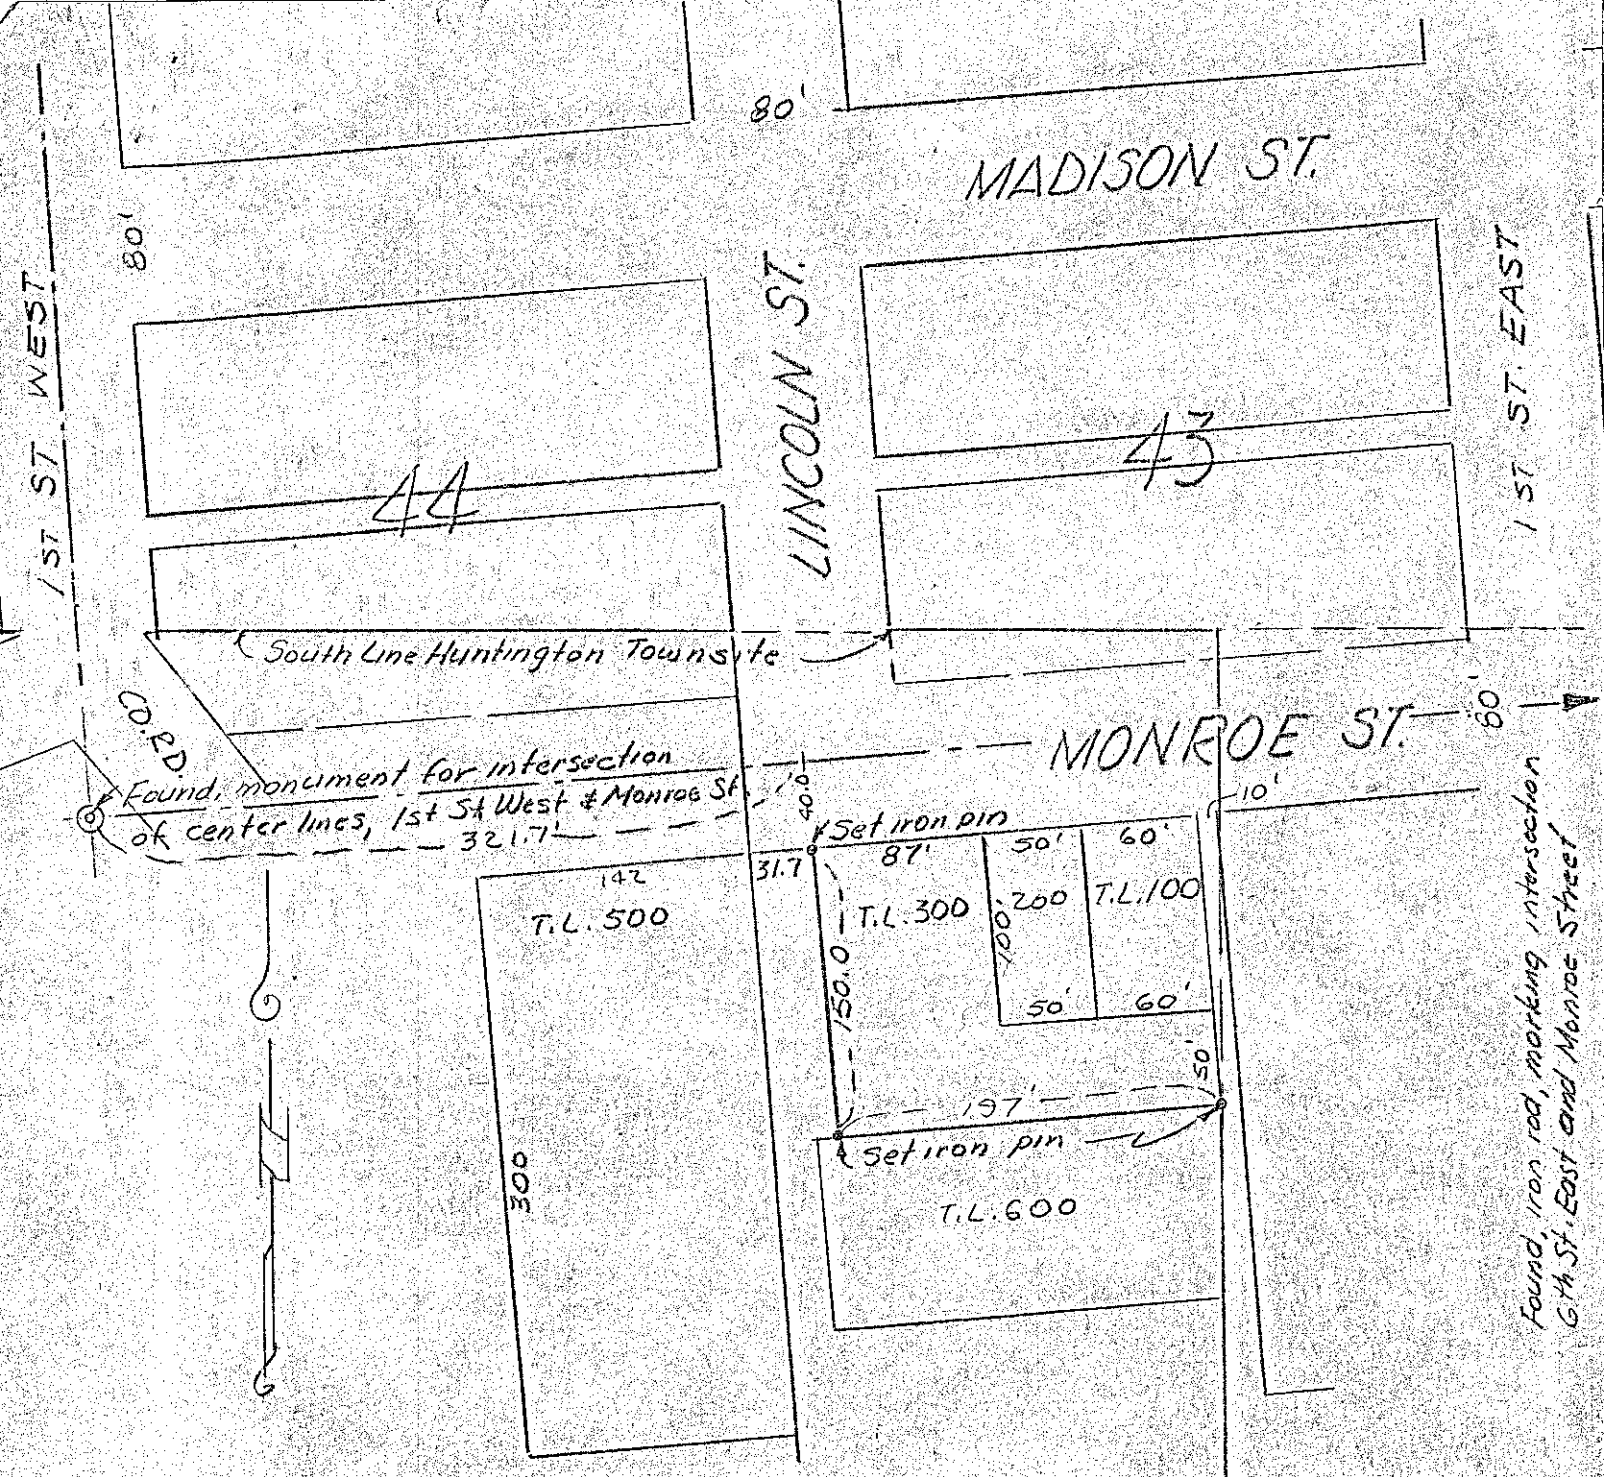 80'
MADISON ST.
80'
1ST ST WEST
LINCOLN ST.
1 ST ST. EAST
44
43
South Line Huntington Townsite
CO. RD.
MONROE ST.
80'
Found, monument for intersection
of center lines, 1st St West & Monroe St.
321.7'
40.0
10'
Set iron pin
31.7
87'
50'
60'
142
T.L. 500
T.L. 300
100'
200
T.L. 100
150.0
50'
60'
50'
197'
Set iron pin
300
T.L. 600
N
Found, iron rod, marking intersection
6th St. East and Monroe Street